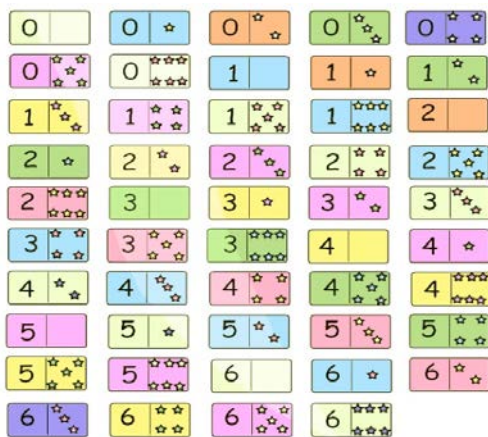 0 0 0 0 0
0 0 1 1 1
1 1 1 1 2
2 2 2 2 2
2 3 3 3 3
3 3 3 4 4
4 4 4 4 4
5 5 5 5 5
5 5 6 6 6
6 6 6 6